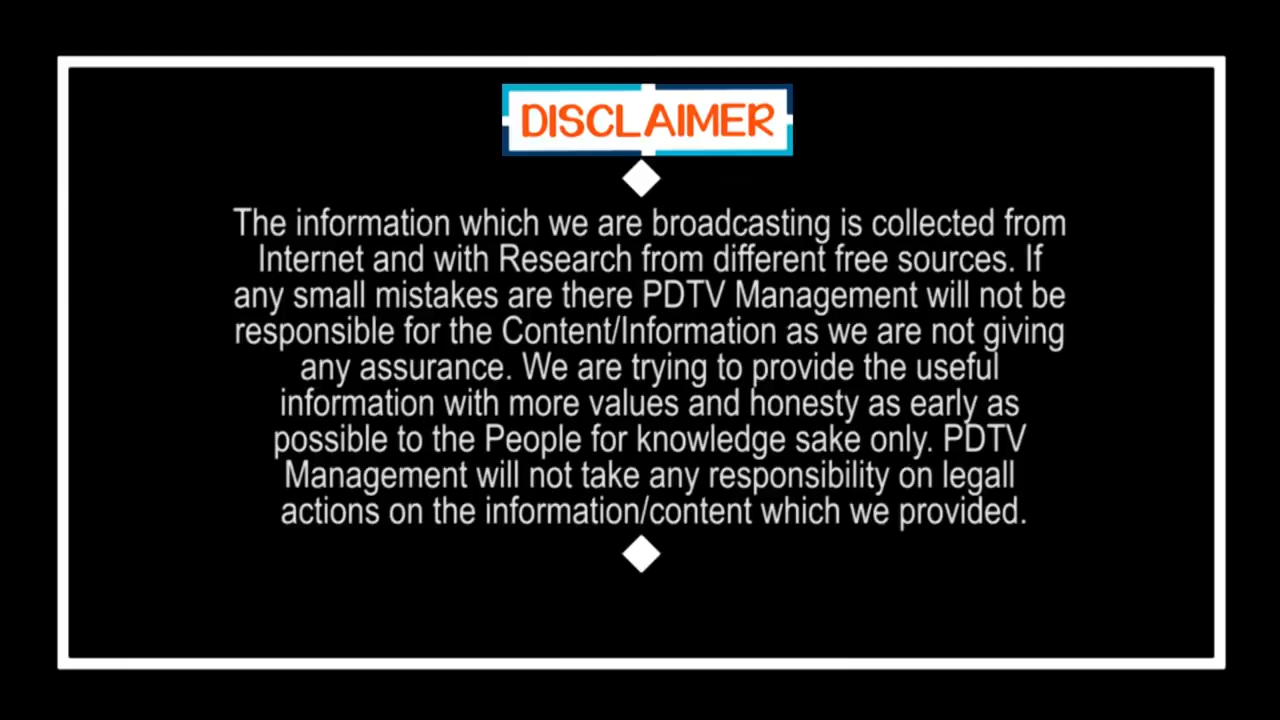 DISCLAIMER
The information which we are broadcasting is collected from
Internet and with Research from different free sources. If
any small mistakes are there PDTV Management will not be
responsible for the Content/Information as we are not giving
any assurance. We are trying to provide the useful
information with more values and honesty as early as
possible to the People for knowledge sake only. PDTV
Management will not take any responsibility on legall
actions on the information/content which we provided.